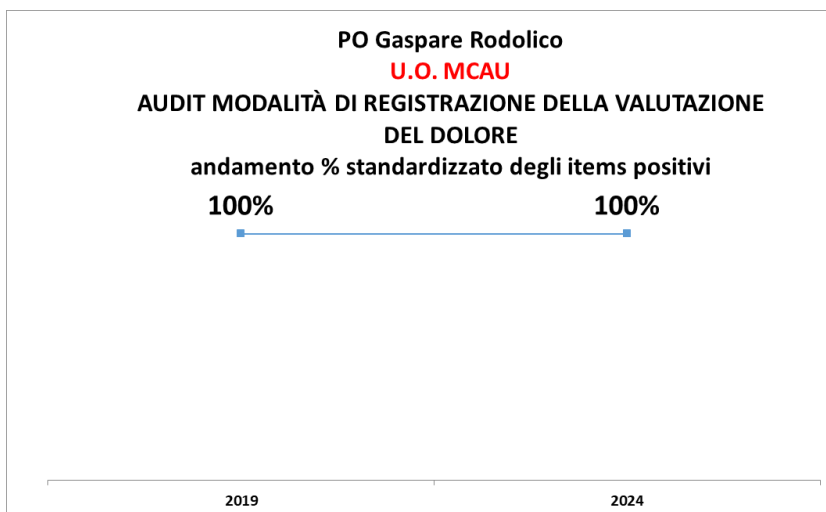 PO Gaspare Rodolico
U.O. MCAU
AUDIT MODALITÀ DI REGISTRAZIONE DELLA VALUTAZIONE
DEL DOLORE
andamento % standardizzato degli items positivi
100% 100%
2019 2024